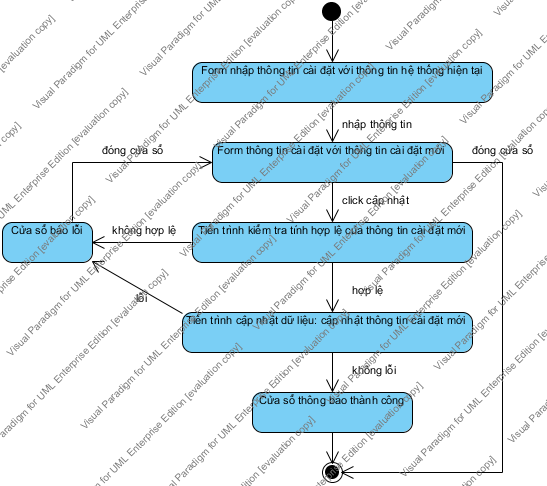 Form nhập thông tin cài đặt với thông tin hệ thống hiện tại
nhập thông tin
đóng cửa sổ
Form thông tin cài đặt với thông tin cài đặt mới
đóng cửa sổ
click cập nhật
Cửa sổ báo lỗi
không hợp lệ
Tiến trình kiểm tra tính hợp lệ của thông tin cài đặt mới
hợp lệ
lỗi
Tiến trình cập nhật dữ liệu: cập nhật thông tin cài đặt mới
không lỗi
Cửa sổ thông báo thành công
Visual Paradigm for UML Enterprise Edition [evaluation copy]